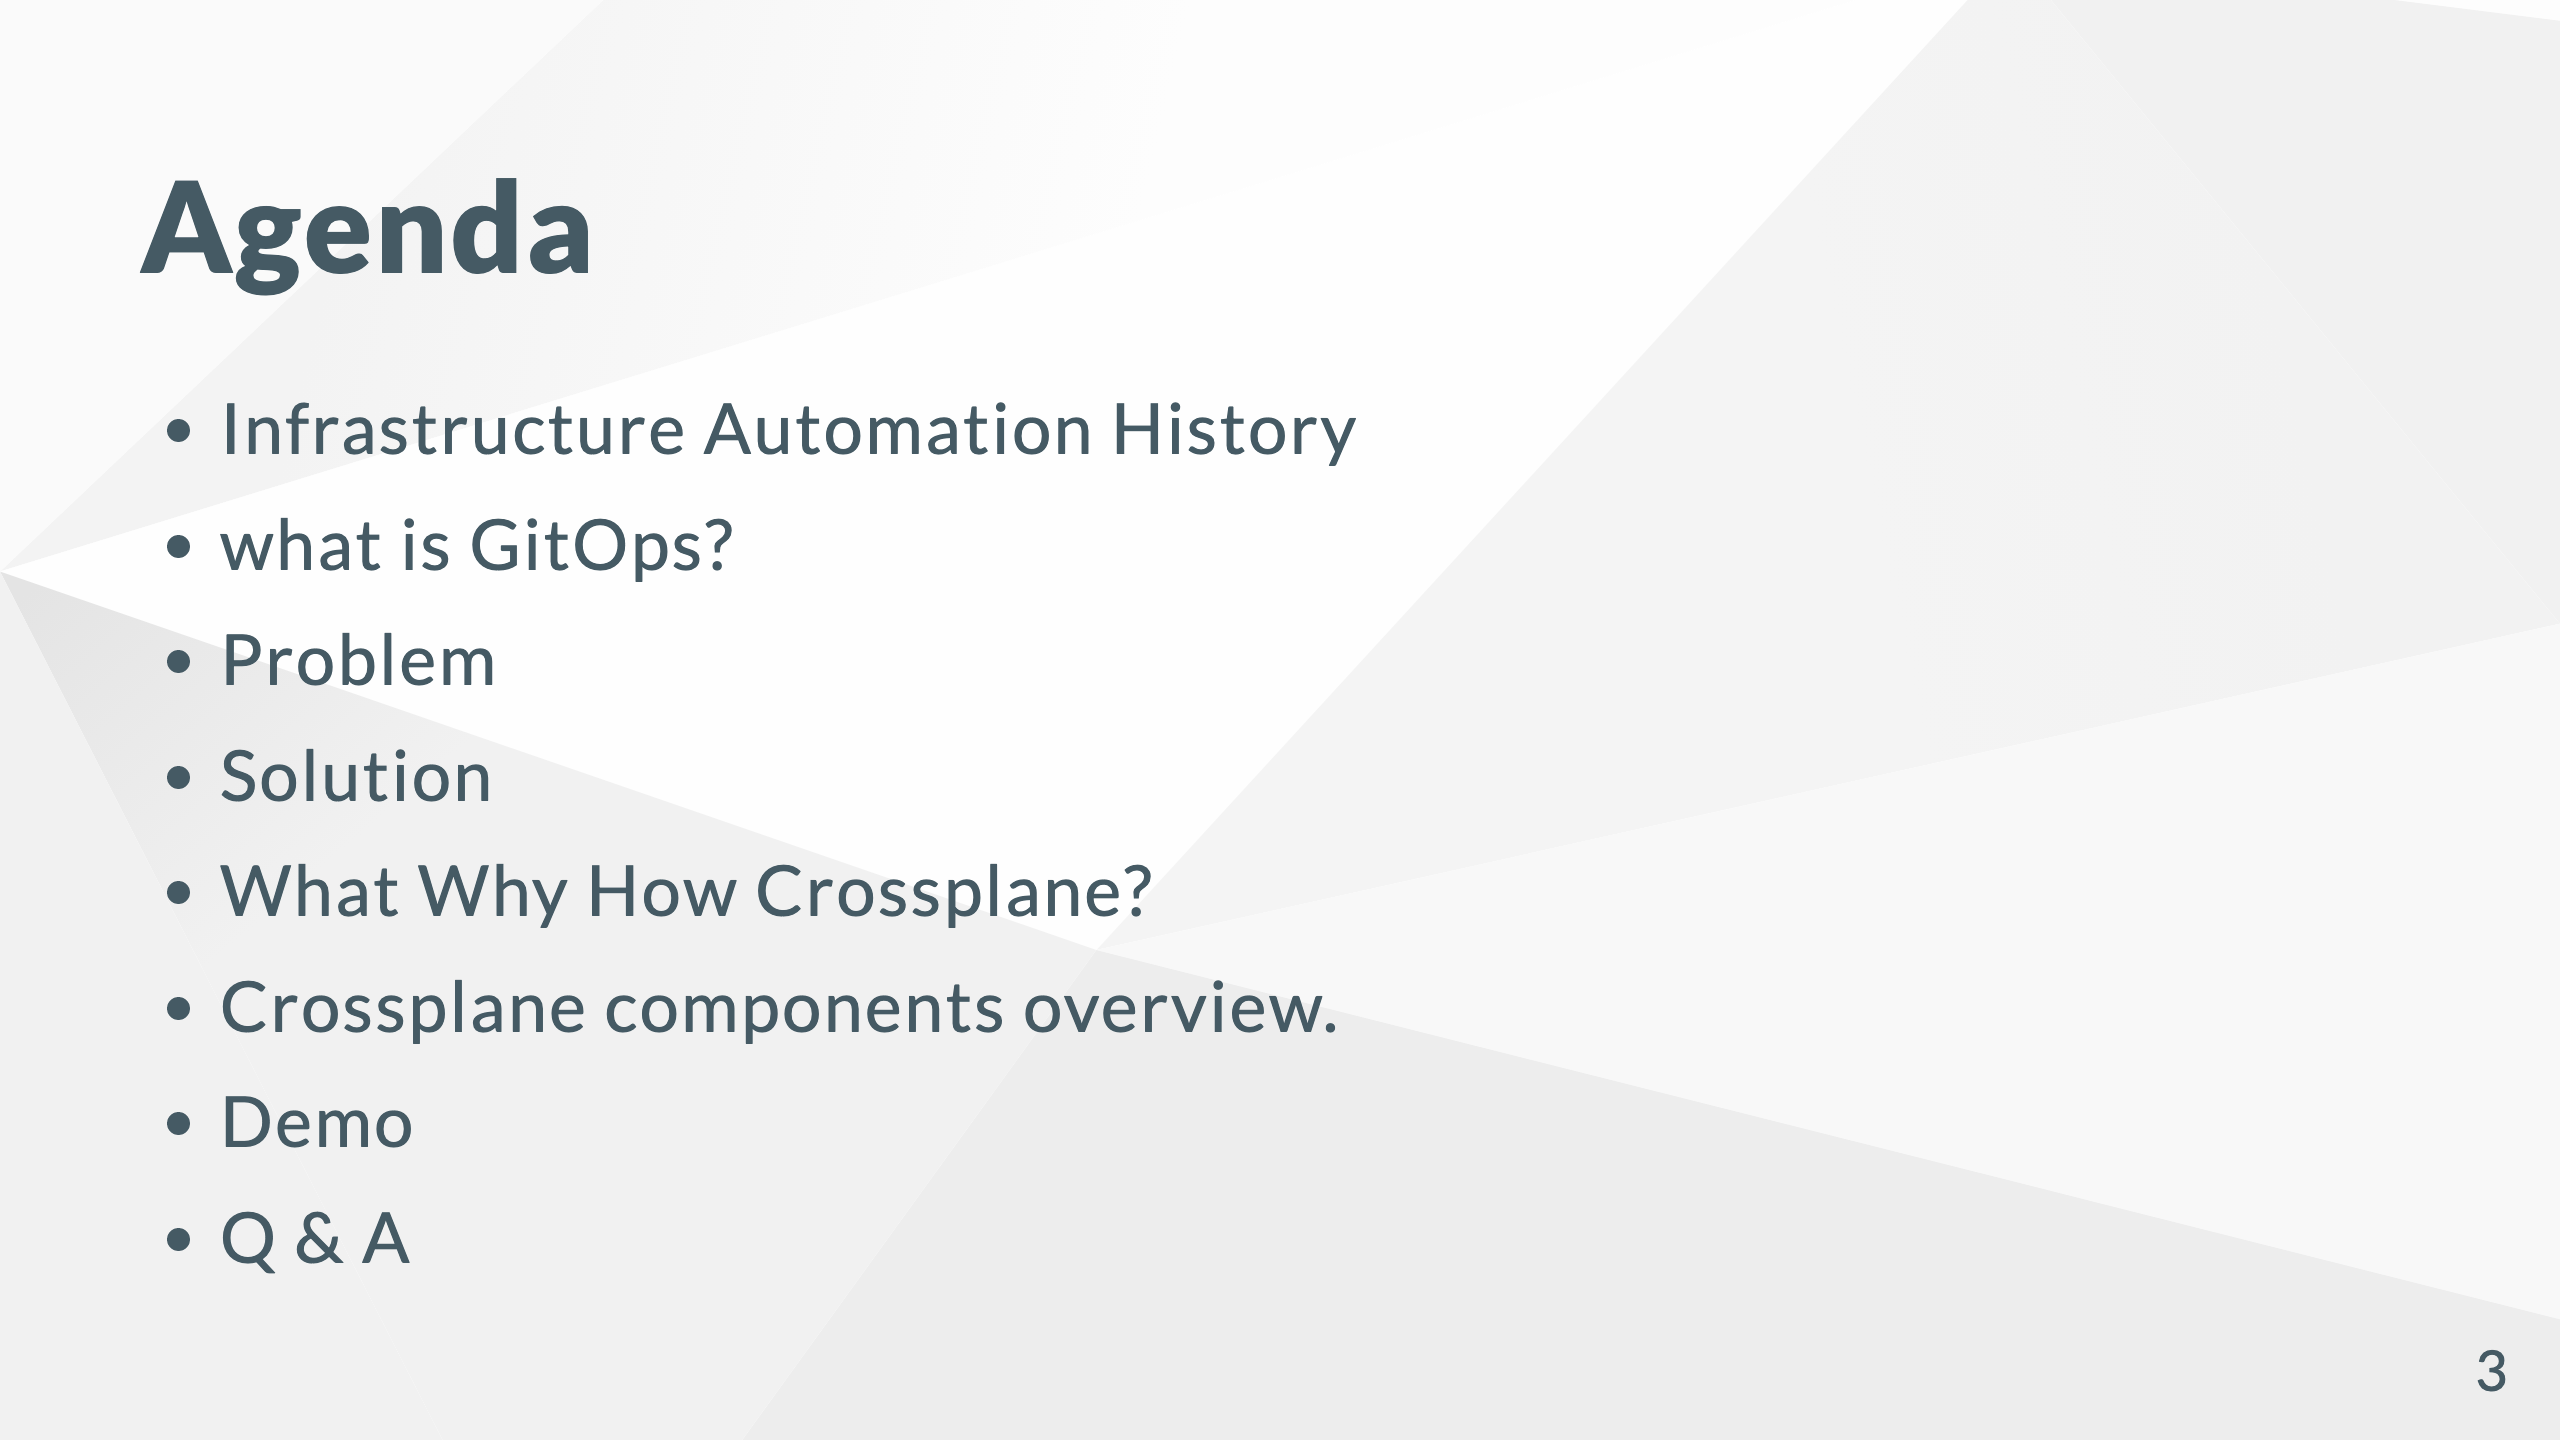 Agenda
• Infrastructure Automation History
• what is GitOps?
• Problem
• Solution
• What Why How Crossplane?
• Crossplane components overview.
• Demo
• Q & A
3